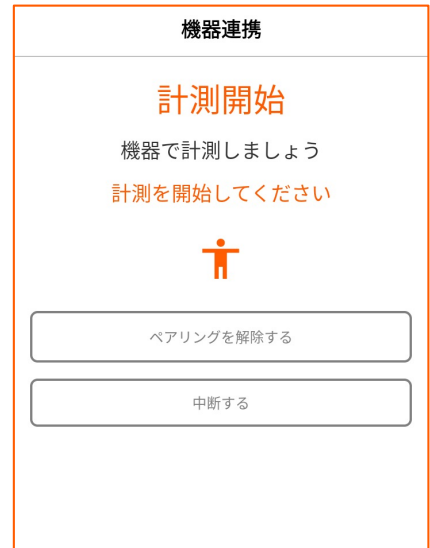 機器連携
計測開始
機器で計測しましょう
計測を開始してください
ペアリングを解除する
中断する